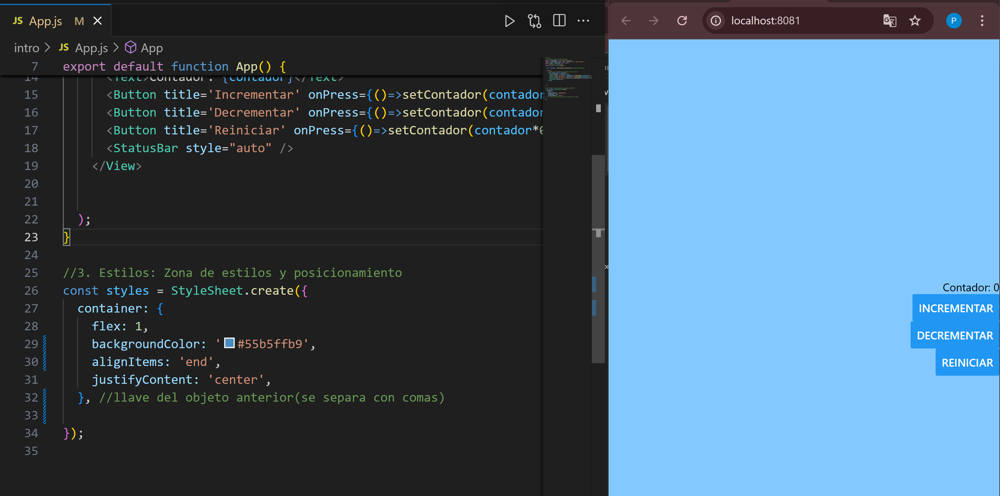 JS App.js M
intro > JS App.js > App
7 export default function App() {
14 <Text>Contador: {contador}</Text>
15 <Button title='Incrementar' onPress={()=>setContador(contador
16 <Button title='Decrementar' onPress={()=>setContador(contador
17 <Button title='Reiniciar' onPress={()=>setContador(contador*0
18 <StatusBar style="auto" />
19 </View>
20
21
22 );
23 }
24
25 //3. Estilos: Zona de estilos y posicionamiento
26 const styles = StyleSheet.create({
27 container: {
28 flex: 1,
29 backgroundColor: '#55b5ffb9',
30 alignItems: 'end',
31 justifyContent: 'center',
32 }, //llave del objeto anterior(se separa con comas)
33
34 });
35
localhost:8081
P
Contador: 0
INCREMENTAR
DECREMENTAR
REINICIAR